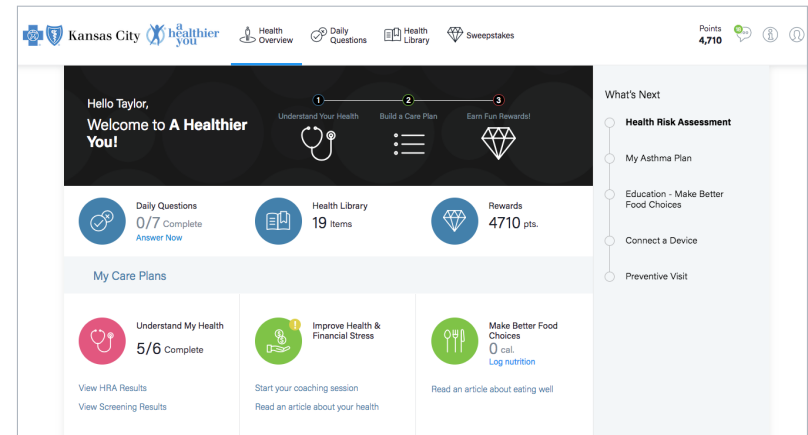 Kansas City
a
healthier
you
Health
Overview
Daily
Questions
Health
Library
Sweepstakes
Points
4,710
Hello Taylor,
Welcome to A Healthier
You!
1
2
3
Understand Your Health
Build a Care Plan
Earn Fun Rewards!
Daily Questions
0/7 Complete
Answer Now
Health Library
19 Items
Rewards
4710 pts.
My Care Plans
Understand My Health
5/6 Complete
View HRA Results
View Screening Results
Improve Health &
Financial Stress
Start your coaching session
Read an article about your health
Make Better Food
Choices
0 cal.
Log nutrition
Read an article about eating well
What's Next
Health Risk Assessment
My Asthma Plan
Education - Make Better
Food Choices
Connect a Device
Preventive Visit